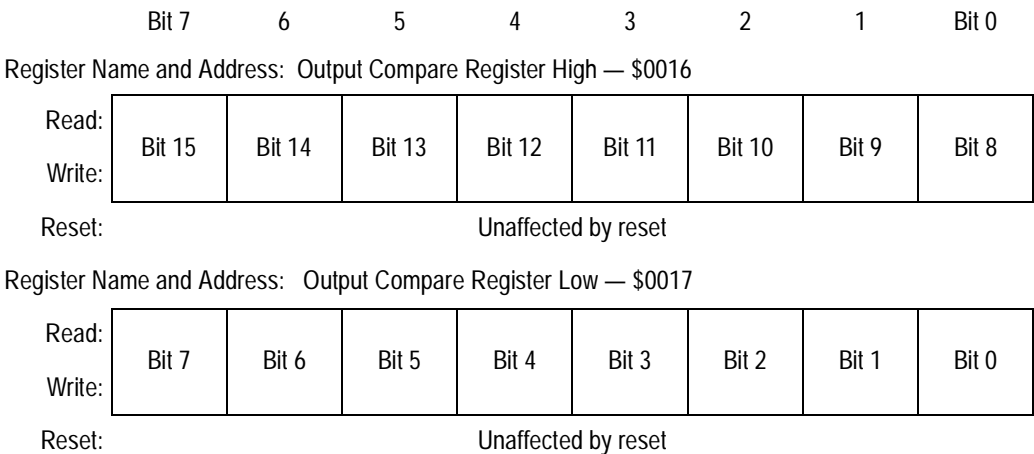 Bit 7 6 5 4 3 2 1 Bit 0
Register Name and Address: Output Compare Register High — $0016
Read:
Bit 15 Bit 14 Bit 13 Bit 12 Bit 11 Bit 10 Bit 9 Bit 8
Write:
Reset: Unaffected by reset
Register Name and Address: Output Compare Register Low — $0017
Read:
Bit 7 Bit 6 Bit 5 Bit 4 Bit 3 Bit 2 Bit 1 Bit 0
Write:
Reset: Unaffected by reset